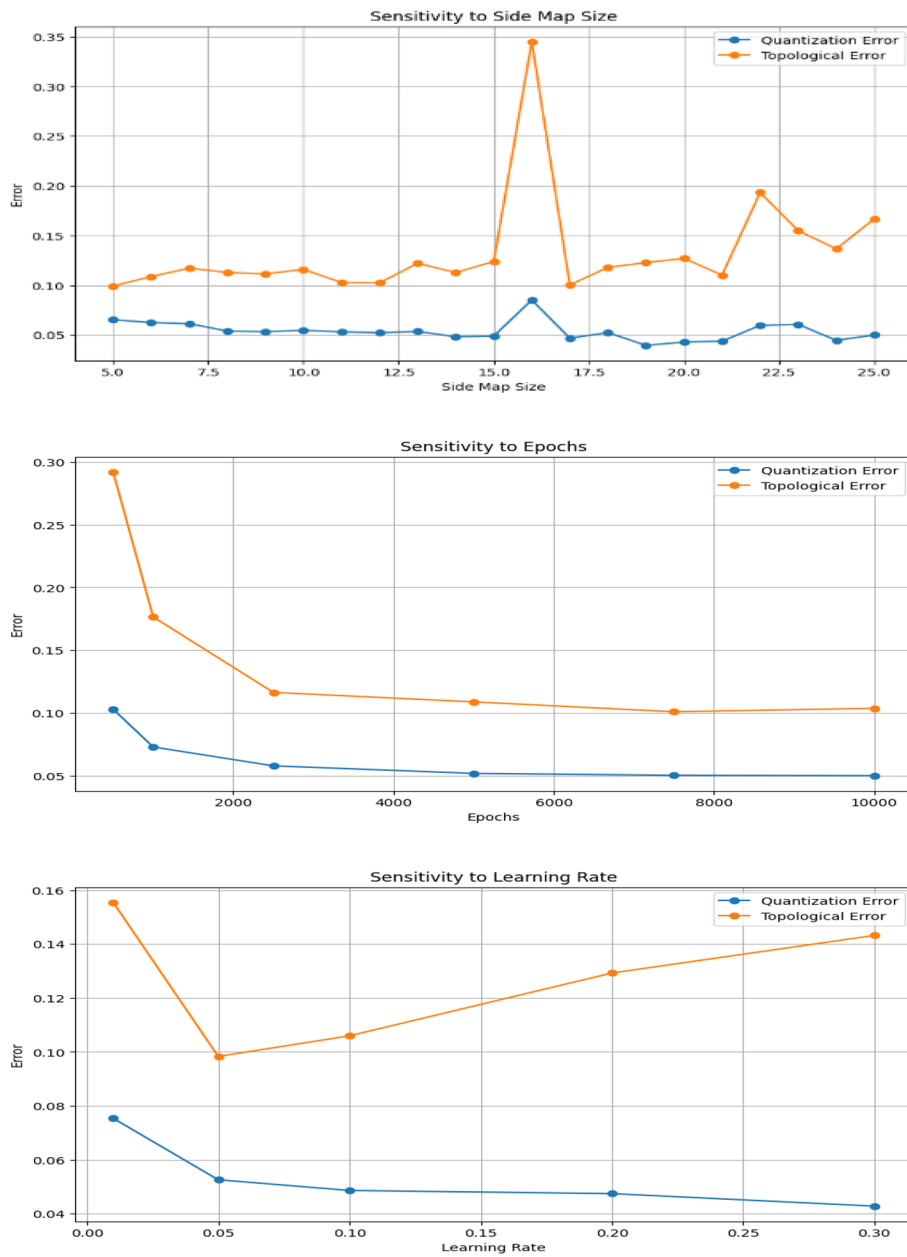 Sensitivity to Side Map Size
Quantization Error
Topological Error
0.35
0.30
0.25
0.20
0.15
0.10
0.05
Error
5.0 7.5 10.0 12.5 15.0 17.5 20.0 22.5 25.0
Side Map Size
Sensitivity to Epochs
Quantization Error
Topological Error
0.30
0.25
0.20
0.15
0.10
0.05
Error
2000 4000 6000 8000 10000
Epochs
Sensitivity to Learning Rate
Quantization Error
Topological Error
0.16
0.14
0.12
0.10
0.08
0.06
0.04
Error
0.00 0.05 0.10 0.15 0.20 0.25 0.30
Learning Rate